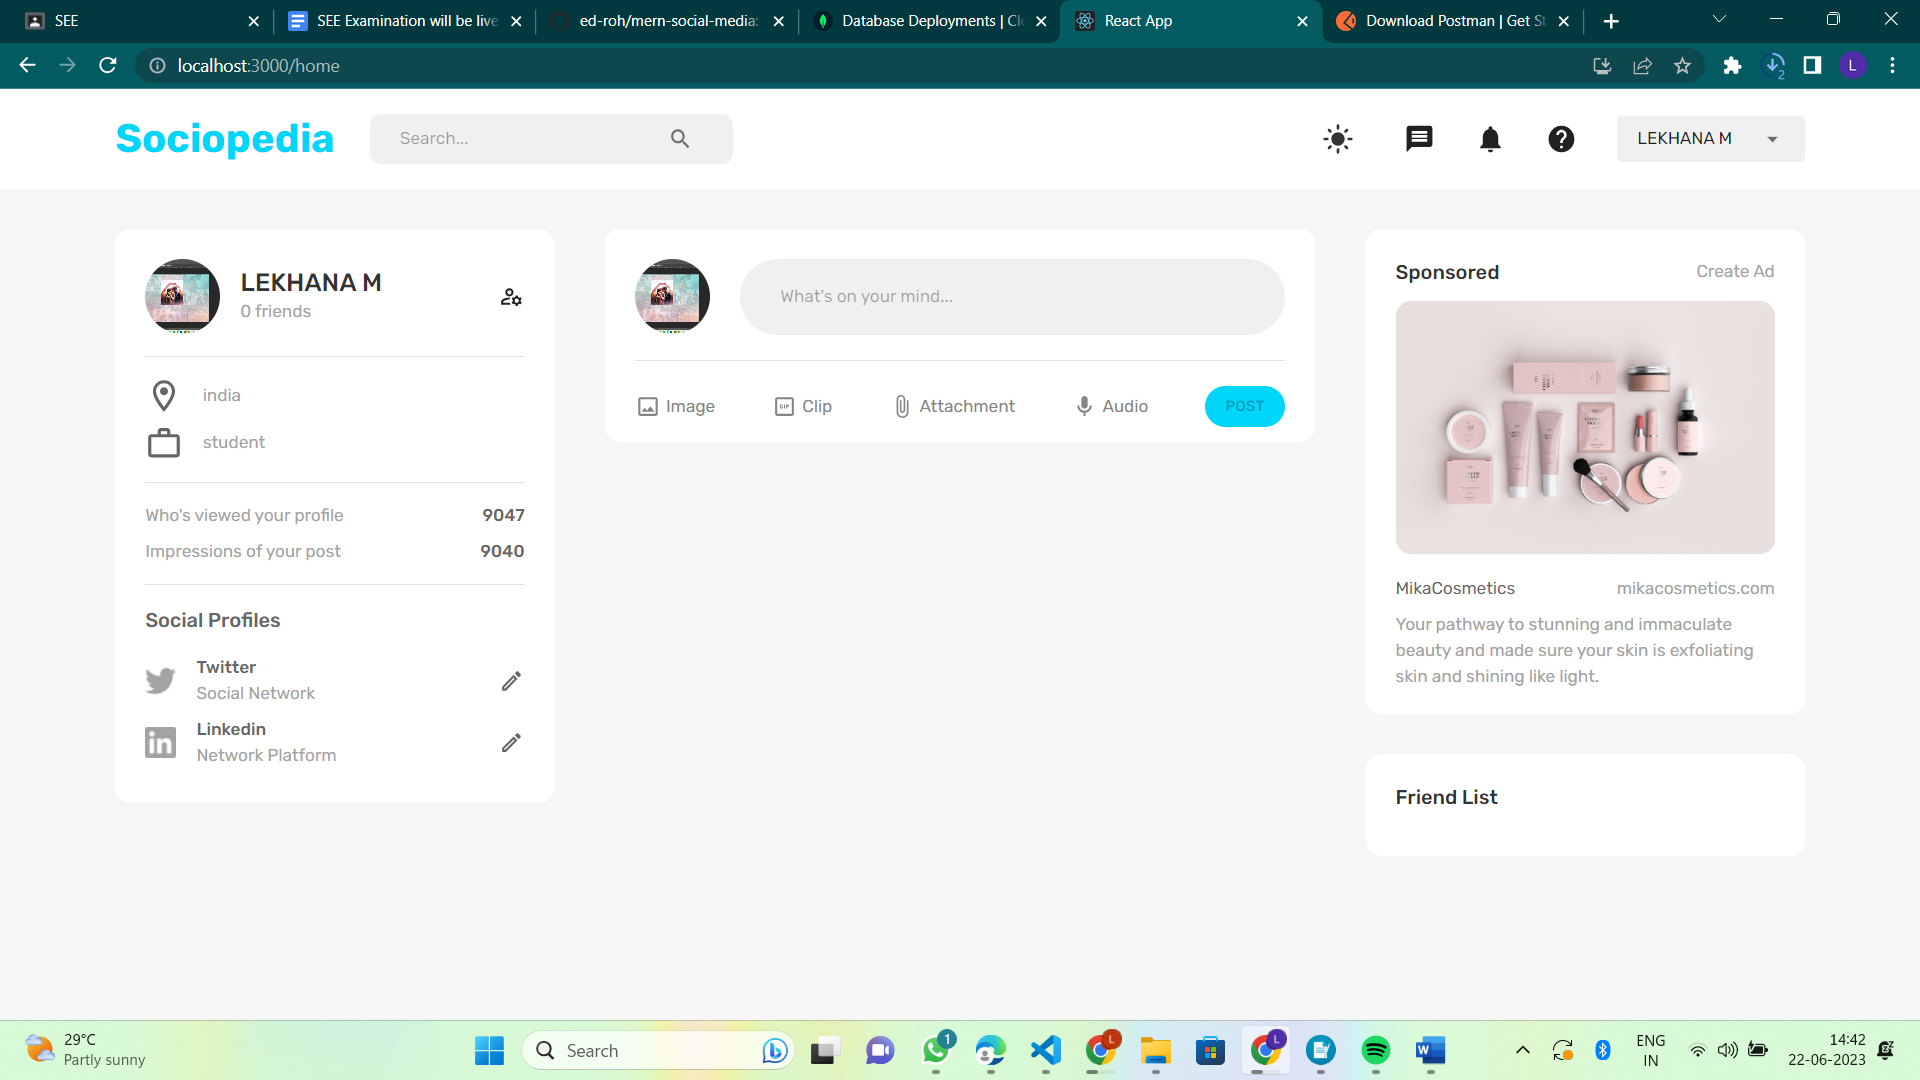 SEE
SEE Examination will be live
ed-roh/mern-social-media:
Database Deployments | Clo
React App
Download Postman | Get St
localhost:3000/home
2
L
Sociopedia
Search...
LEKHANA M
LEKHANA M
0 friends
india
student
Who's viewed your profile 9047
Impressions of your post 9040
Social Profiles
Twitter
Social Network
Linkedin
Network Platform
What's on your mind...
Image
GIF Clip
Attachment
Audio
POST
Sponsored Create Ad
MikaCosmetics mikacosmetics.com
Your pathway to stunning and immaculate
beauty and made sure your skin is exfoliating
skin and shining like light.
Friend List
29°C
Partly sunny
Search
1
L
L
W
ENG
IN
14:42
22-06-2023